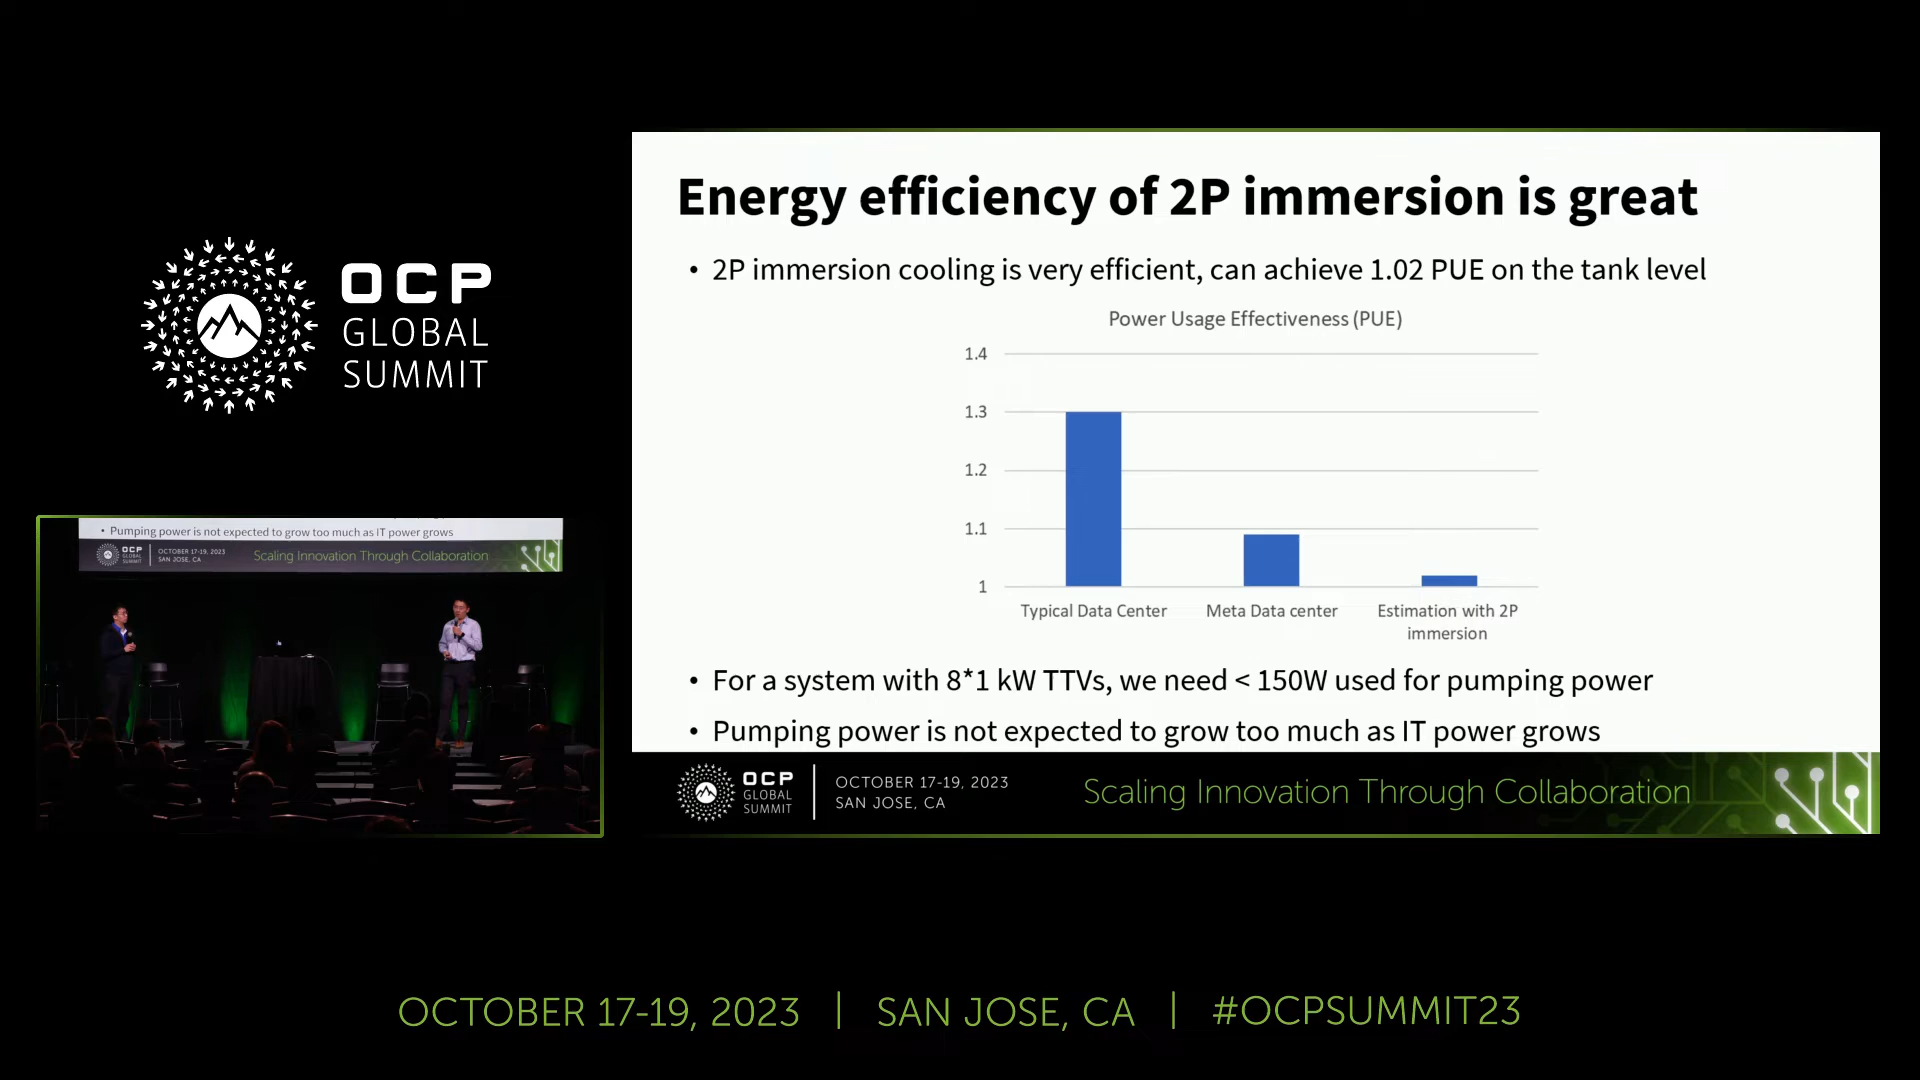 OCP
GLOBAL
SUMMIT
Energy efficiency of 2P immersion is great
• 2P immersion cooling is very efficient, can achieve 1.02 PUE on the tank level
Power Usage Effectiveness (PUE)
1.4
1.3
1.2
1.1
1
Typical Data Center
Meta Data center
Estimation with 2P
immersion
• For a system with 8*1 kW TTVs, we need < 150W used for pumping power
• Pumping power is not expected to grow too much as IT power grows
OCP
GLOBAL
SUMMIT
OCTOBER 17-19, 2023
SAN JOSE, CA
Scaling Innovation Through Collaboration
• Pumping power is not expected to grow too much as IT power grows
OCP
GLOBAL
SUMMIT
OCTOBER 17-19, 2023
SAN JOSE, CA
Scaling Innovation Through Collaboration
OCTOBER 17-19, 2023 | SAN JOSE, CA | #OCPSUMMIT23